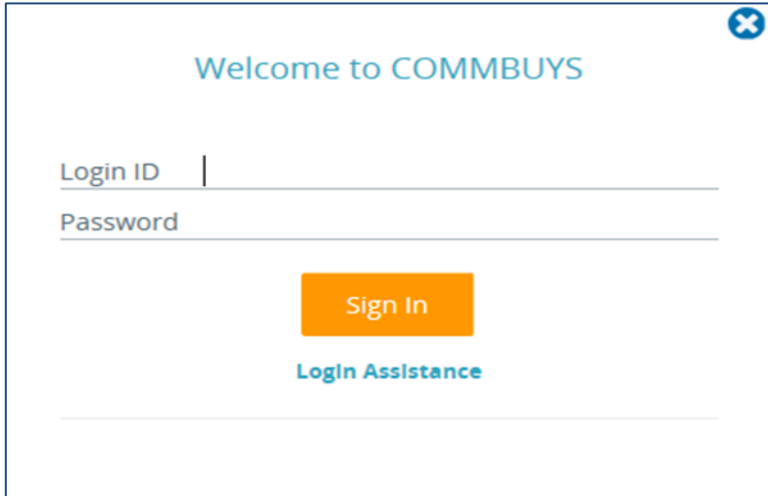 Welcome to COMMBUYS
Login ID
Password
Sign In
Login Assistance